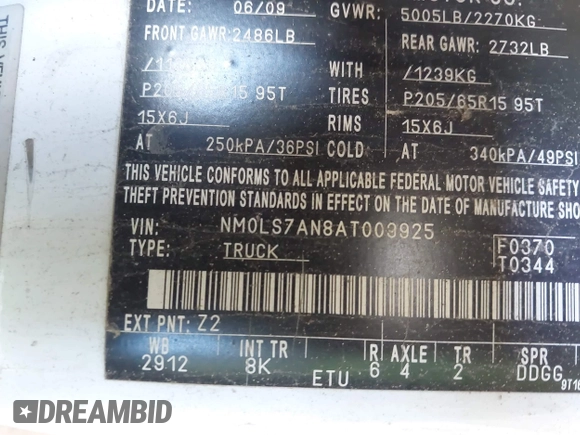 DATE: 06/09 GVWR:
5005LB/2270KG
FRONT GAWR: 2486LB
REAR GAWR: 2732LB
WITH /1239KG
TIRES P205/65R15 95T
15X6J RIMS 15X6J
AT 250kPA/36PSI COLD AT 340kPA/49PSI
THIS VEHICLE CONFORMS TO ALL APPLICABLE FEDERAL MOTOR VEHICLE SAFETY
THEFT PREVENTION STANDARDS IN EFFECT ON THE DATE OF MANUFACTURE SHO
VIN: NM0LS7AN8AT003925
F0370
TYPE: TRUCK
T0344
EXT PNT: Z2
WB INT TR R AXLE TR SPR
2912 8K 6 4 2 DDGG
ETU
THIS
DREAMBID